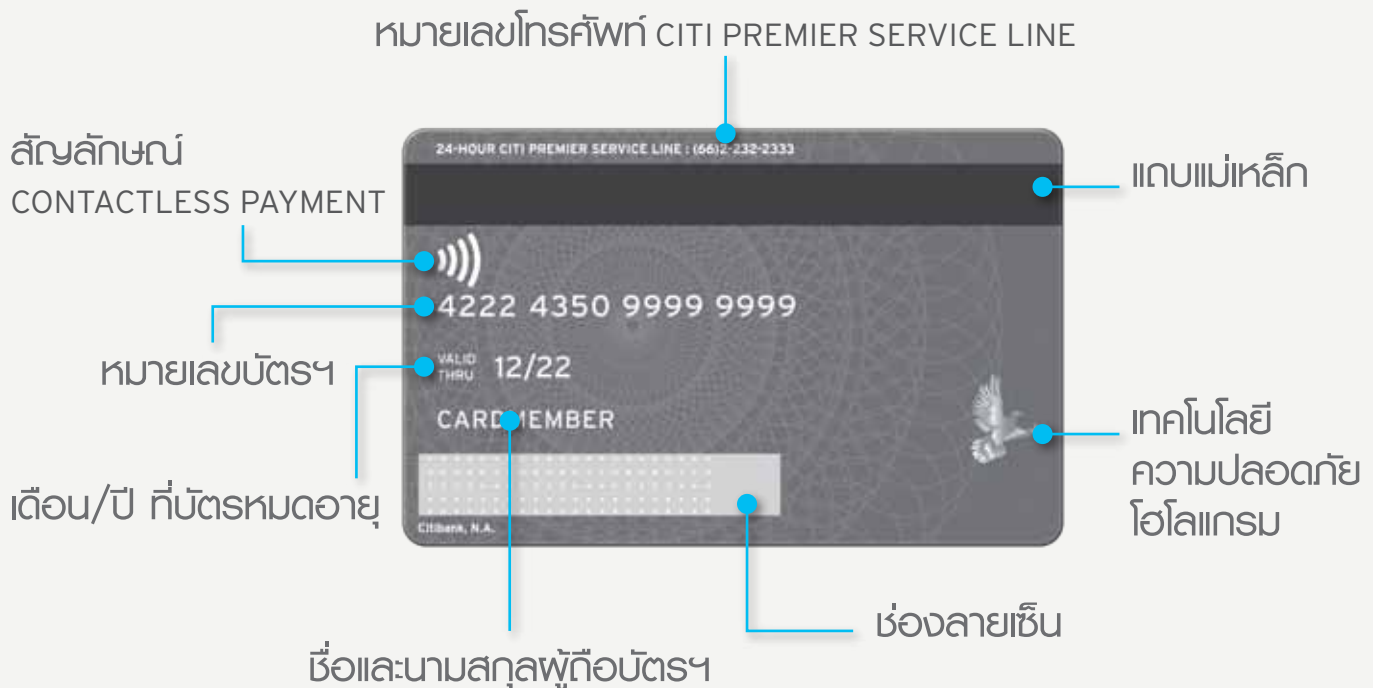 หมายเลขโทรศัพท์ CITI PREMIER SERVICE LINE
สัญลักษณ์
CONTACTLESS PAYMENT
24-HOUR CITI PREMIER SERVICE LINE : (66)2-232-2333
แถบแม่เหล็ก
4222 4350 9999 9999
หมายเลขบัตรฯ
VALID
THRU 12/22
CARDMEMBER
เทคโนโลยี
ความปลอดภัย
โฮโลแกรม
เดือน/ปี ที่บัตรหมดอายุ
Citibank, N.A.
ช่องลายเซ็น
ชื่อและนามสกุลผู้ถือบัตรฯ